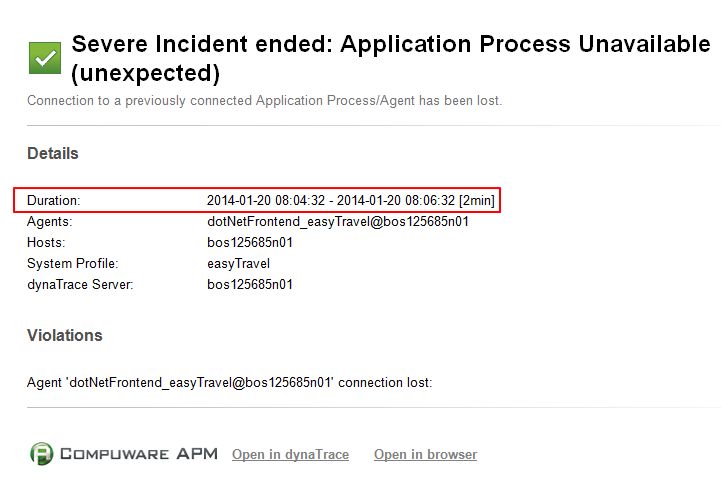 Severe Incident ended: Application Process Unavailable
(unexpected)
Connection to a previously connected Application Process/Agent has been lost.
Details
Duration: 2014-01-20 08:04:32 - 2014-01-20 08:06:32 [2min]
Agents: dotNetFrontend_easyTravel@bos125685n01
Hosts: bos125685n01
System Profile: easyTravel
dynaTrace Server: bos125685n01
Violations
Agent 'dotNetFrontend_easyTravel@bos125685n01' connection lost:
COMPUWARE APM Open in dynaTrace Open in browser